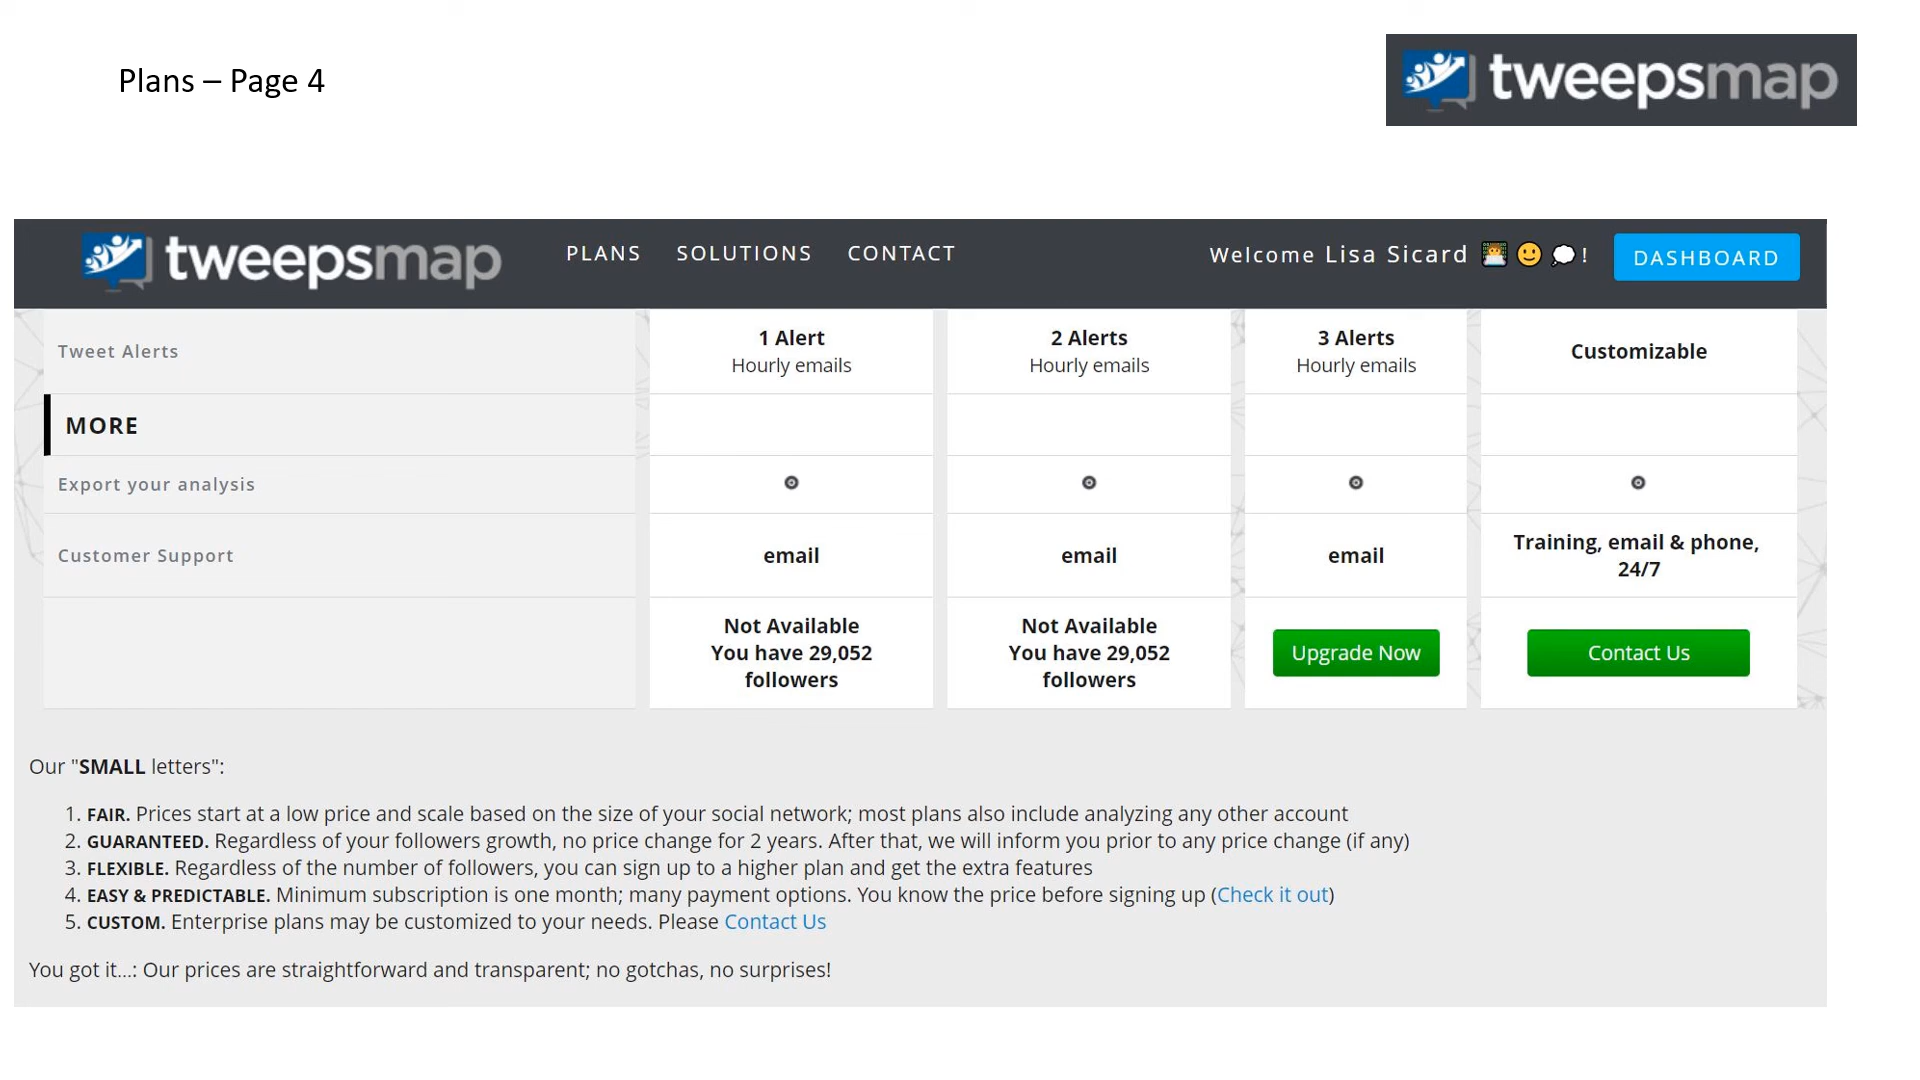 Plans – Page 4
tweepsmap
tweepsmap
PLANS SOLUTIONS CONTACT
Welcome Lisa Sicard 👨‍💻 🙂 💭 !
DASHBOARD
Tweet Alerts
1 Alert
Hourly emails
2 Alerts
Hourly emails
3 Alerts
Hourly emails
Customizable
MORE
Export your analysis
Customer Support
email
email
email
Training, email & phone,
24/7
Not Available
You have 29,052
followers
Not Available
You have 29,052
followers
Upgrade Now
Contact Us
Our "SMALL letters":
1. FAIR. Prices start at a low price and scale based on the size of your social network; most plans also include analyzing any other account
2. GUARANTEED. Regardless of your followers growth, no price change for 2 years. After that, we will inform you prior to any price change (if any)
3. FLEXIBLE. Regardless of the number of followers, you can sign up to a higher plan and get the extra features
4. EASY & PREDICTABLE. Minimum subscription is one month; many payment options. You know the price before signing up (Check it out)
5. CUSTOM. Enterprise plans may be customized to your needs. Please Contact Us
You got it...: Our prices are straightforward and transparent; no gotchas, no surprises!